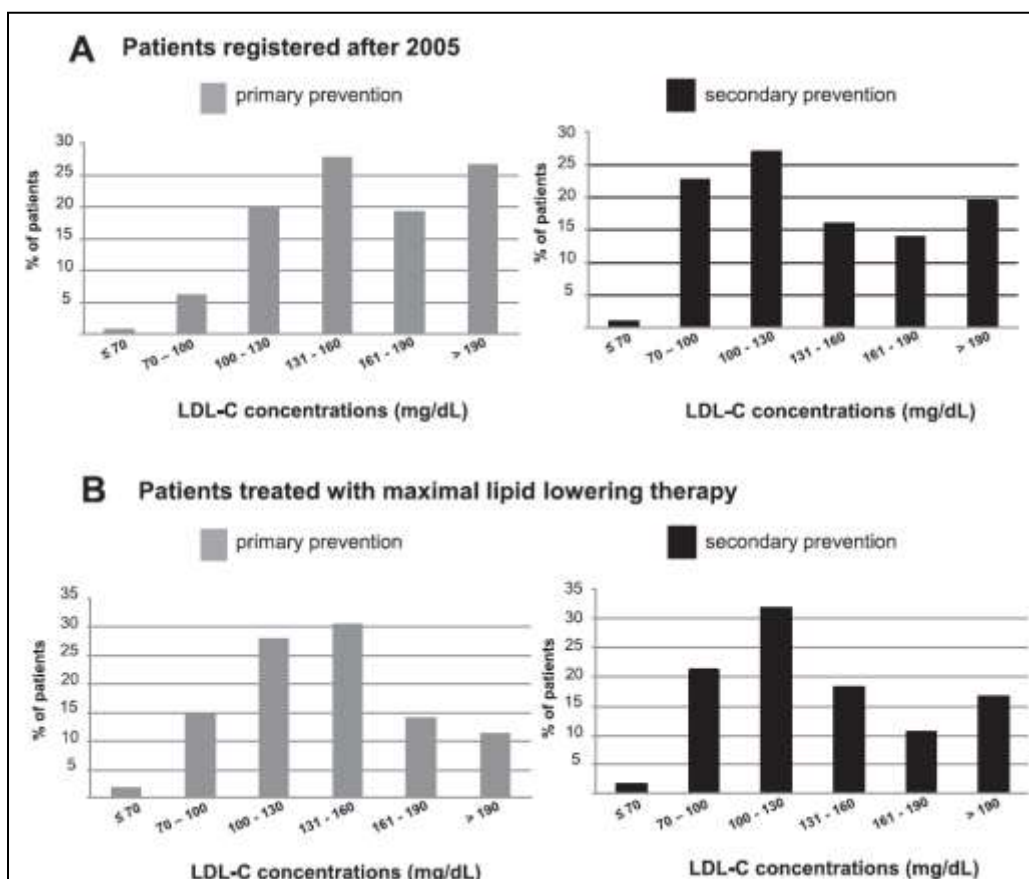 A Patients registered after 2005
primary prevention
secondary prevention
% of patients
30
25
20
15
10
5
≤ 70
70 – 100
100 - 130
131 - 160
161 - 190
> 190
LDL-C concentrations (mg/dL)
% of patients
30
25
20
15
10
5
≤ 70
70 – 100
100 - 130
131 - 160
161 - 190
> 190
LDL-C concentrations (mg/dL)
B Patients treated with maximal lipid lowering therapy
primary prevention
secondary prevention
% of patients
35
30
25
20
15
10
5
≤ 70
70 – 100
100 - 130
131 - 160
161 - 190
> 190
LDL-C concentrations (mg/dL)
% of patients
35
30
25
20
15
10
5
≤ 70
70 – 100
100 - 130
131 - 160
161 - 190
> 190
LDL-C concentrations (mg/dL)